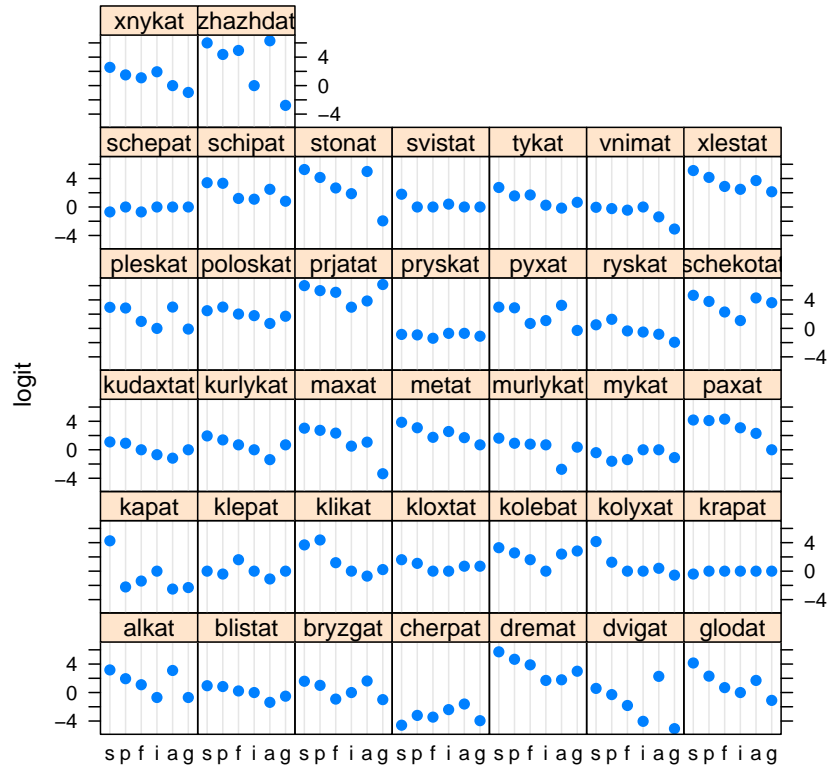 xnykat zhazhdat
4
0
−4
schepat schipat stonat svistat tykat vnimat xlestat
4
0
−4
pleskat poloskat prjatat pryskat pyxat ryskat schekotat
4
0
−4
logit
kudaxtat kurlykat maxat metat murlykat mykat paxat
4
0
−4
kapat klepat klikat kloxtat kolebat kolyxat krapat
4
0
−4
alkat blistat bryzgat cherpat dremat dvigat glodat
4
0
−4
s p f i a g s p f i a g s p f i a g s p f i a g s p f i a g s p f i a g s p f i a g